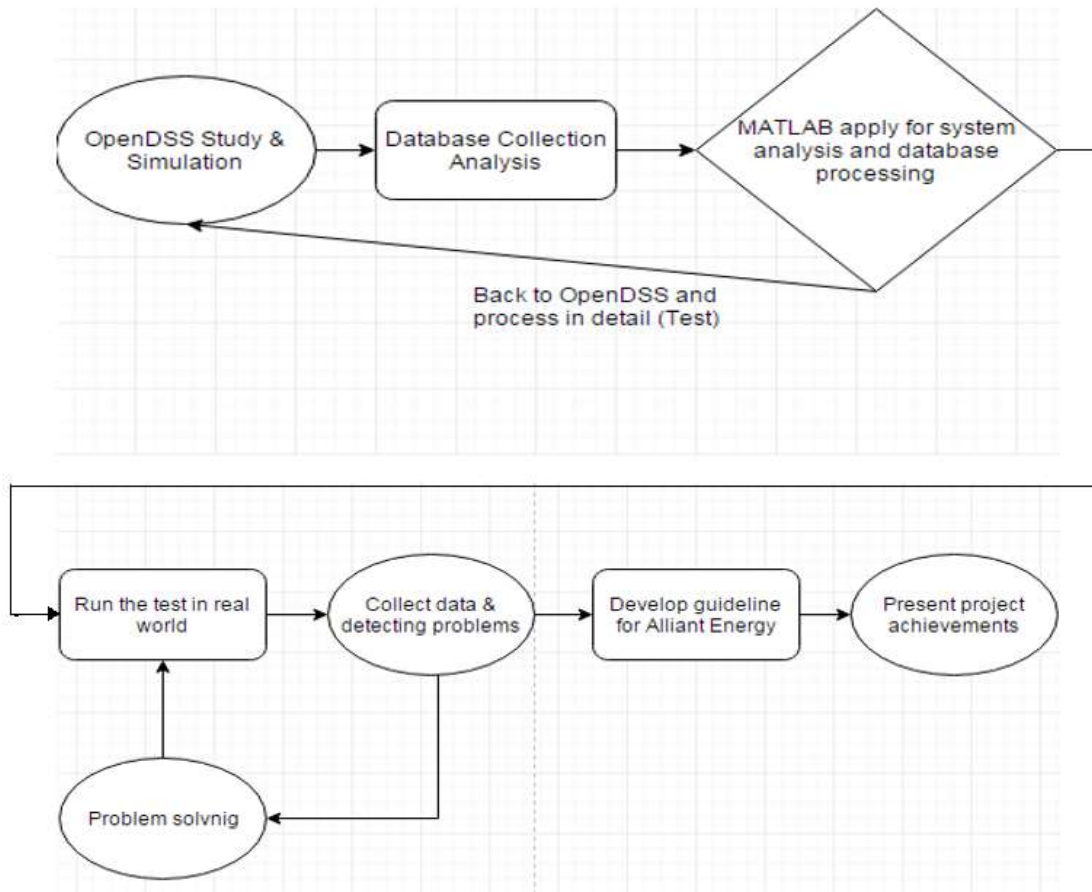 OpenDSS Study &
Simulation
Database Collection
Analysis
MATLAB apply for system
analysis and database
processing
Back to OpenDSS and
process in detail (Test)
Run the test in real
world
Collect data &
detecting problems
Develop guideline
for Alliant Energy
Present project
achievements
Problem solvnig